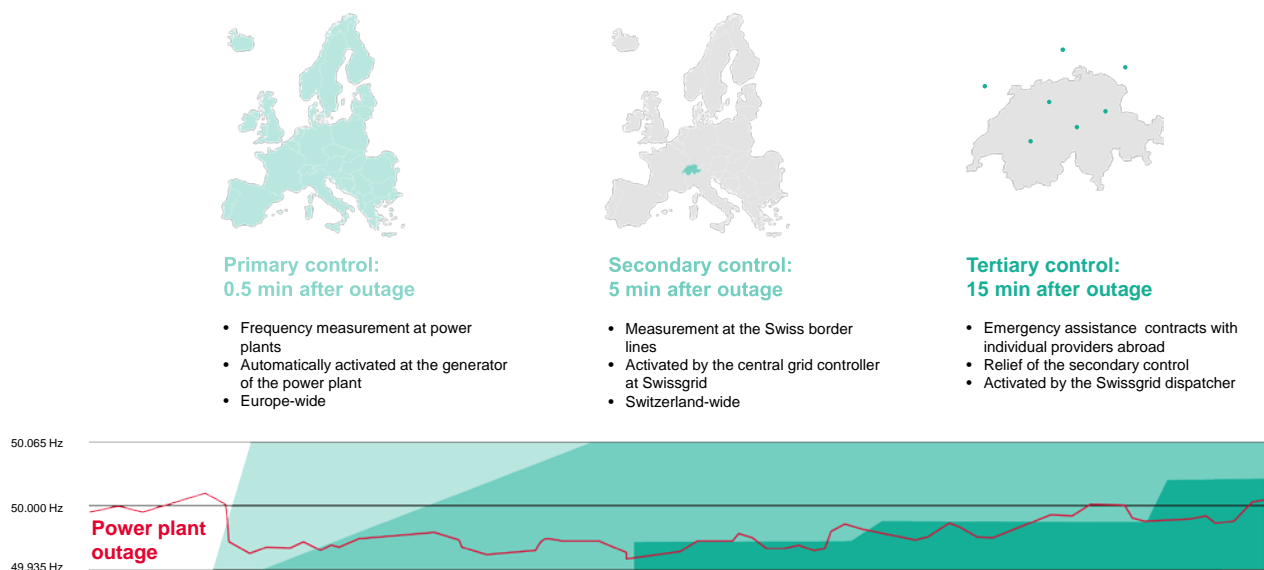 Primary control:
0.5 min after outage
• Frequency measurement at power
plants
• Automatically activated at the generator
of the power plant
• Europe-wide
Secondary control:
5 min after outage
• Measurement at the Swiss border
lines
• Activated by the central grid controller
at Swissgrid
• Switzerland-wide
Tertiary control:
15 min after outage
• Emergency assistance contracts with
individual providers abroad
• Relief of the secondary control
• Activated by the Swissgrid dispatcher
50.065 Hz
50.000 Hz
Power plant
outage
49.935 Hz